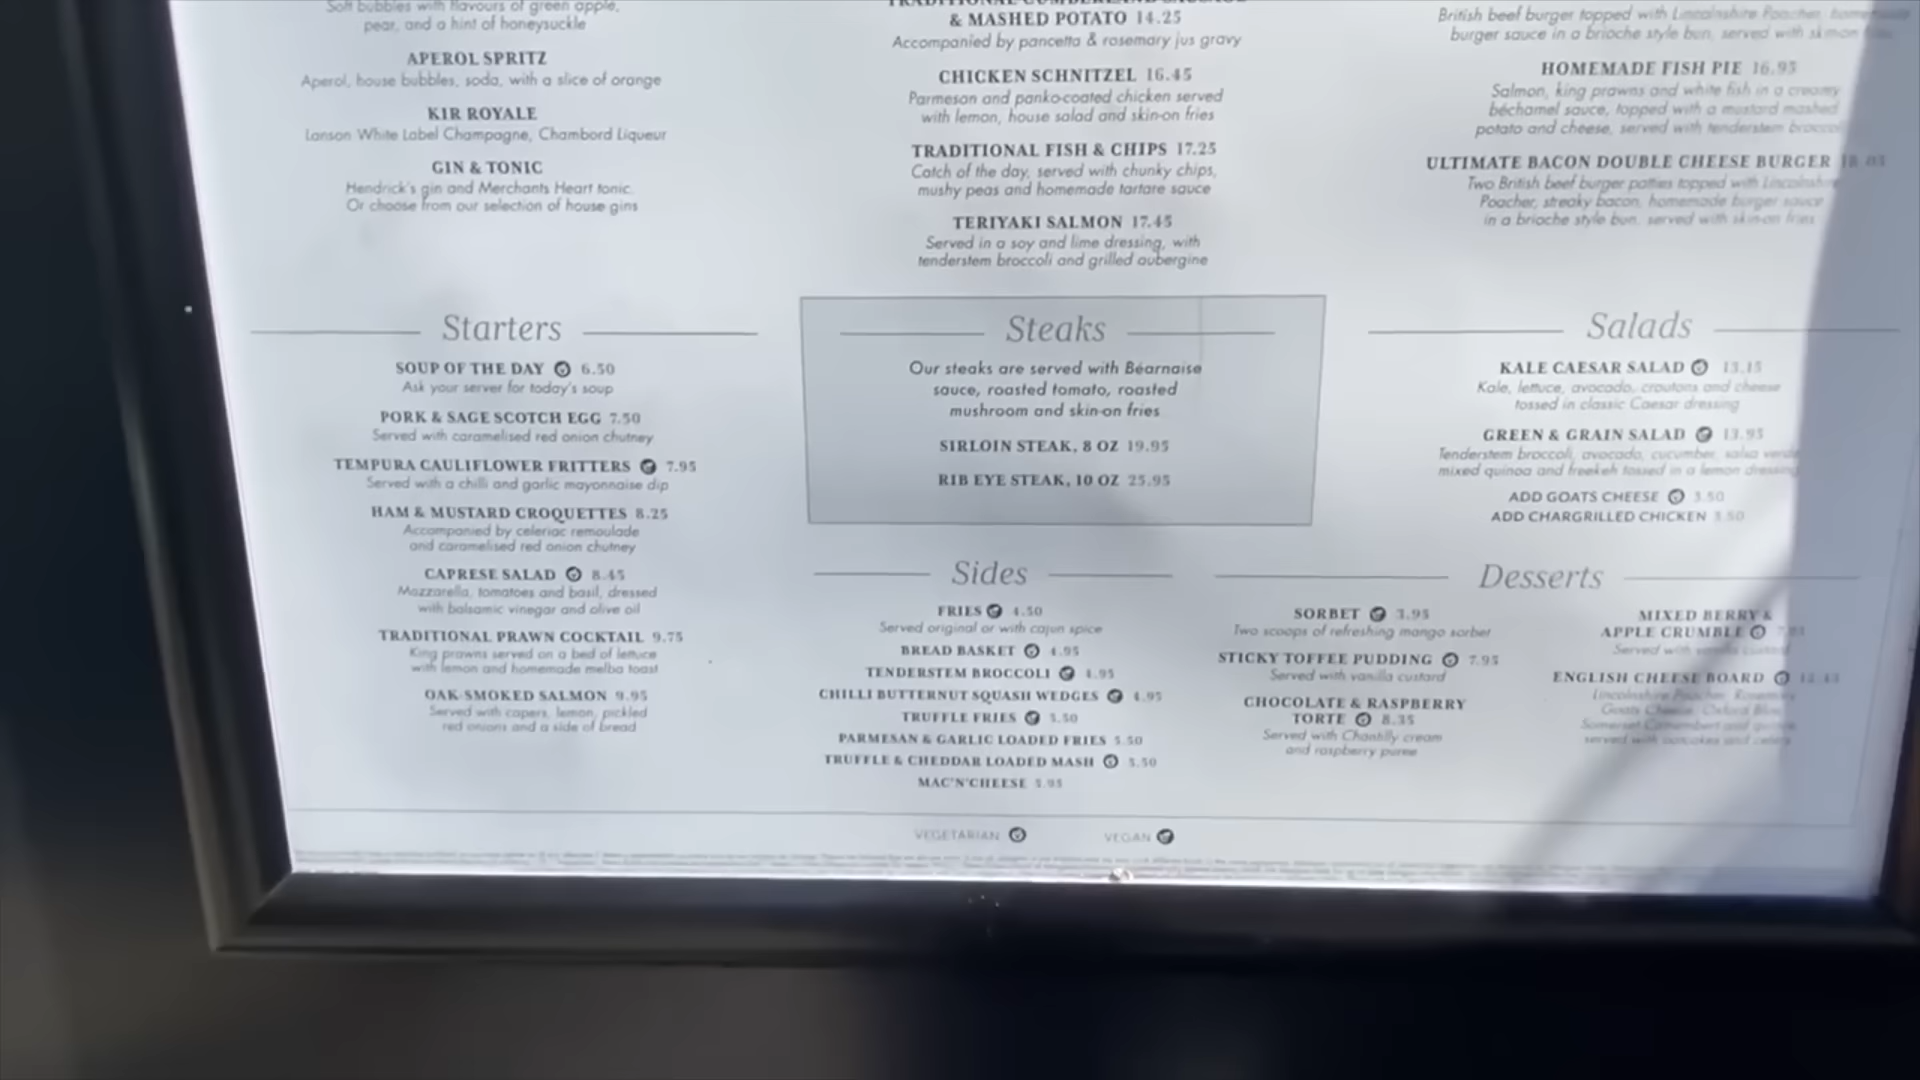 Soft bubbles with flavours of green apple,
pear, and a hint of honeysuckle
APEROL SPRITZ
Aperol, house bubbles, soda, with a slice of orange
KIR ROYALE
Lanson White Label Champagne, Chambord Liqueur
GIN & TONIC
Hendrick's gin and Merchants Heart tonic.
Or choose from our selection of house gins
TRADITIONAL CUMBERLAND SAUSAGE
& MASHED POTATO 14.25
Accompanied by pancetta & rosemary jus gravy
CHICKEN SCHNITZEL 16.45
Parmesan and panko-coated chicken served
with lemon, house salad and skin-on fries
TRADITIONAL FISH & CHIPS 17.25
Catch of the day, served with chunky chips,
mushy peas and homemade tartare sauce
TERIYAKI SALMON 17.45
Served in a soy and lime dressing, with
tenderstem broccoli and grilled aubergine
British beef burger topped with Lincolnshire Poacher, homemade
burger sauce in a brioche style bun, served with skin-on fries
HOMEMADE FISH PIE 16.95
Salmon, king prawns and white fish in a creamy
béchamel sauce, topped with a mustard mashed
potato and cheese, served with tenderstem broccoli
ULTIMATE BACON DOUBLE CHEESE BURGER
Two British beef burger patties topped with Lincolnshire
Poacher, streaky bacon, homemade burger sauce
in a brioche style bun, served with skin-on fries
Starters
SOUP OF THE DAY 6.50
Ask your server for today's soup
PORK & SAGE SCOTCH EGG 7.50
Served with caramelised red onion chutney
TEMPURA CAULIFLOWER FRITTERS 7.95
Served with a chilli and garlic mayonnaise dip
HAM & MUSTARD CROQUETTES 8.25
Accompanied by celeriac remoulade
and caramelised red onion chutney
CAPRESE SALAD 8.45
Mozzarella, tomatoes and basil, dressed
with balsamic vinegar and olive oil
TRADITIONAL PRAWN COCKTAIL 9.75
King prawns served on a bed of lettuce
with lemon and homemade melba toast
OAK-SMOKED SALMON 9.95
Served with capers, lemon, pickled
red onions and a side of bread
Steaks
Our steaks are served with Béarnaise
sauce, roasted tomato, roasted
mushroom and skin-on fries
SIRLOIN STEAK, 8 OZ 19.95
RIB EYE STEAK, 10 OZ 25.95
Salads
KALE CAESAR SALAD 13.15
Kale, lettuce, avocado, croutons and cheese
tossed in classic Caesar dressing
GREEN & GRAIN SALAD 13.95
Tenderstem broccoli, avocado, cucumber, salsa verde
mixed quinoa and freekeh tossed in a lemon dressing
ADD GOATS CHEESE 3.50
ADD CHARGRILLED CHICKEN 3.50
Sides
FRIES 4.50
Served original or with cajun spice
BREAD BASKET 4.95
TENDERSTEM BROCCOLI 4.95
CHILLI BUTTERNUT SQUASH WEDGES 4.95
TRUFFLE FRIES 5.50
PARMESAN & GARLIC LOADED FRIES 5.50
TRUFFLE & CHEDDAR LOADED MASH 5.50
MAC'N'CHEESE 5.95
Desserts
SORBET 3.95
Two scoops of refreshing mango sorbet
STICKY TOFFEE PUDDING 7.95
Served with vanilla custard
CHOCOLATE & RASPBERRY
TORTE 8.35
Served with Chantilly cream
and raspberry puree
MIXED BERRY &
APPLE CRUMBLE
Served with vanilla custard
ENGLISH CHEESE BOARD
Lincolnshire Poacher, Rosemary
Goats Cheese, Oxford Blue,
Somerset Camembert and quince
served with oatcakes and celery
VEGETARIAN
VEGAN